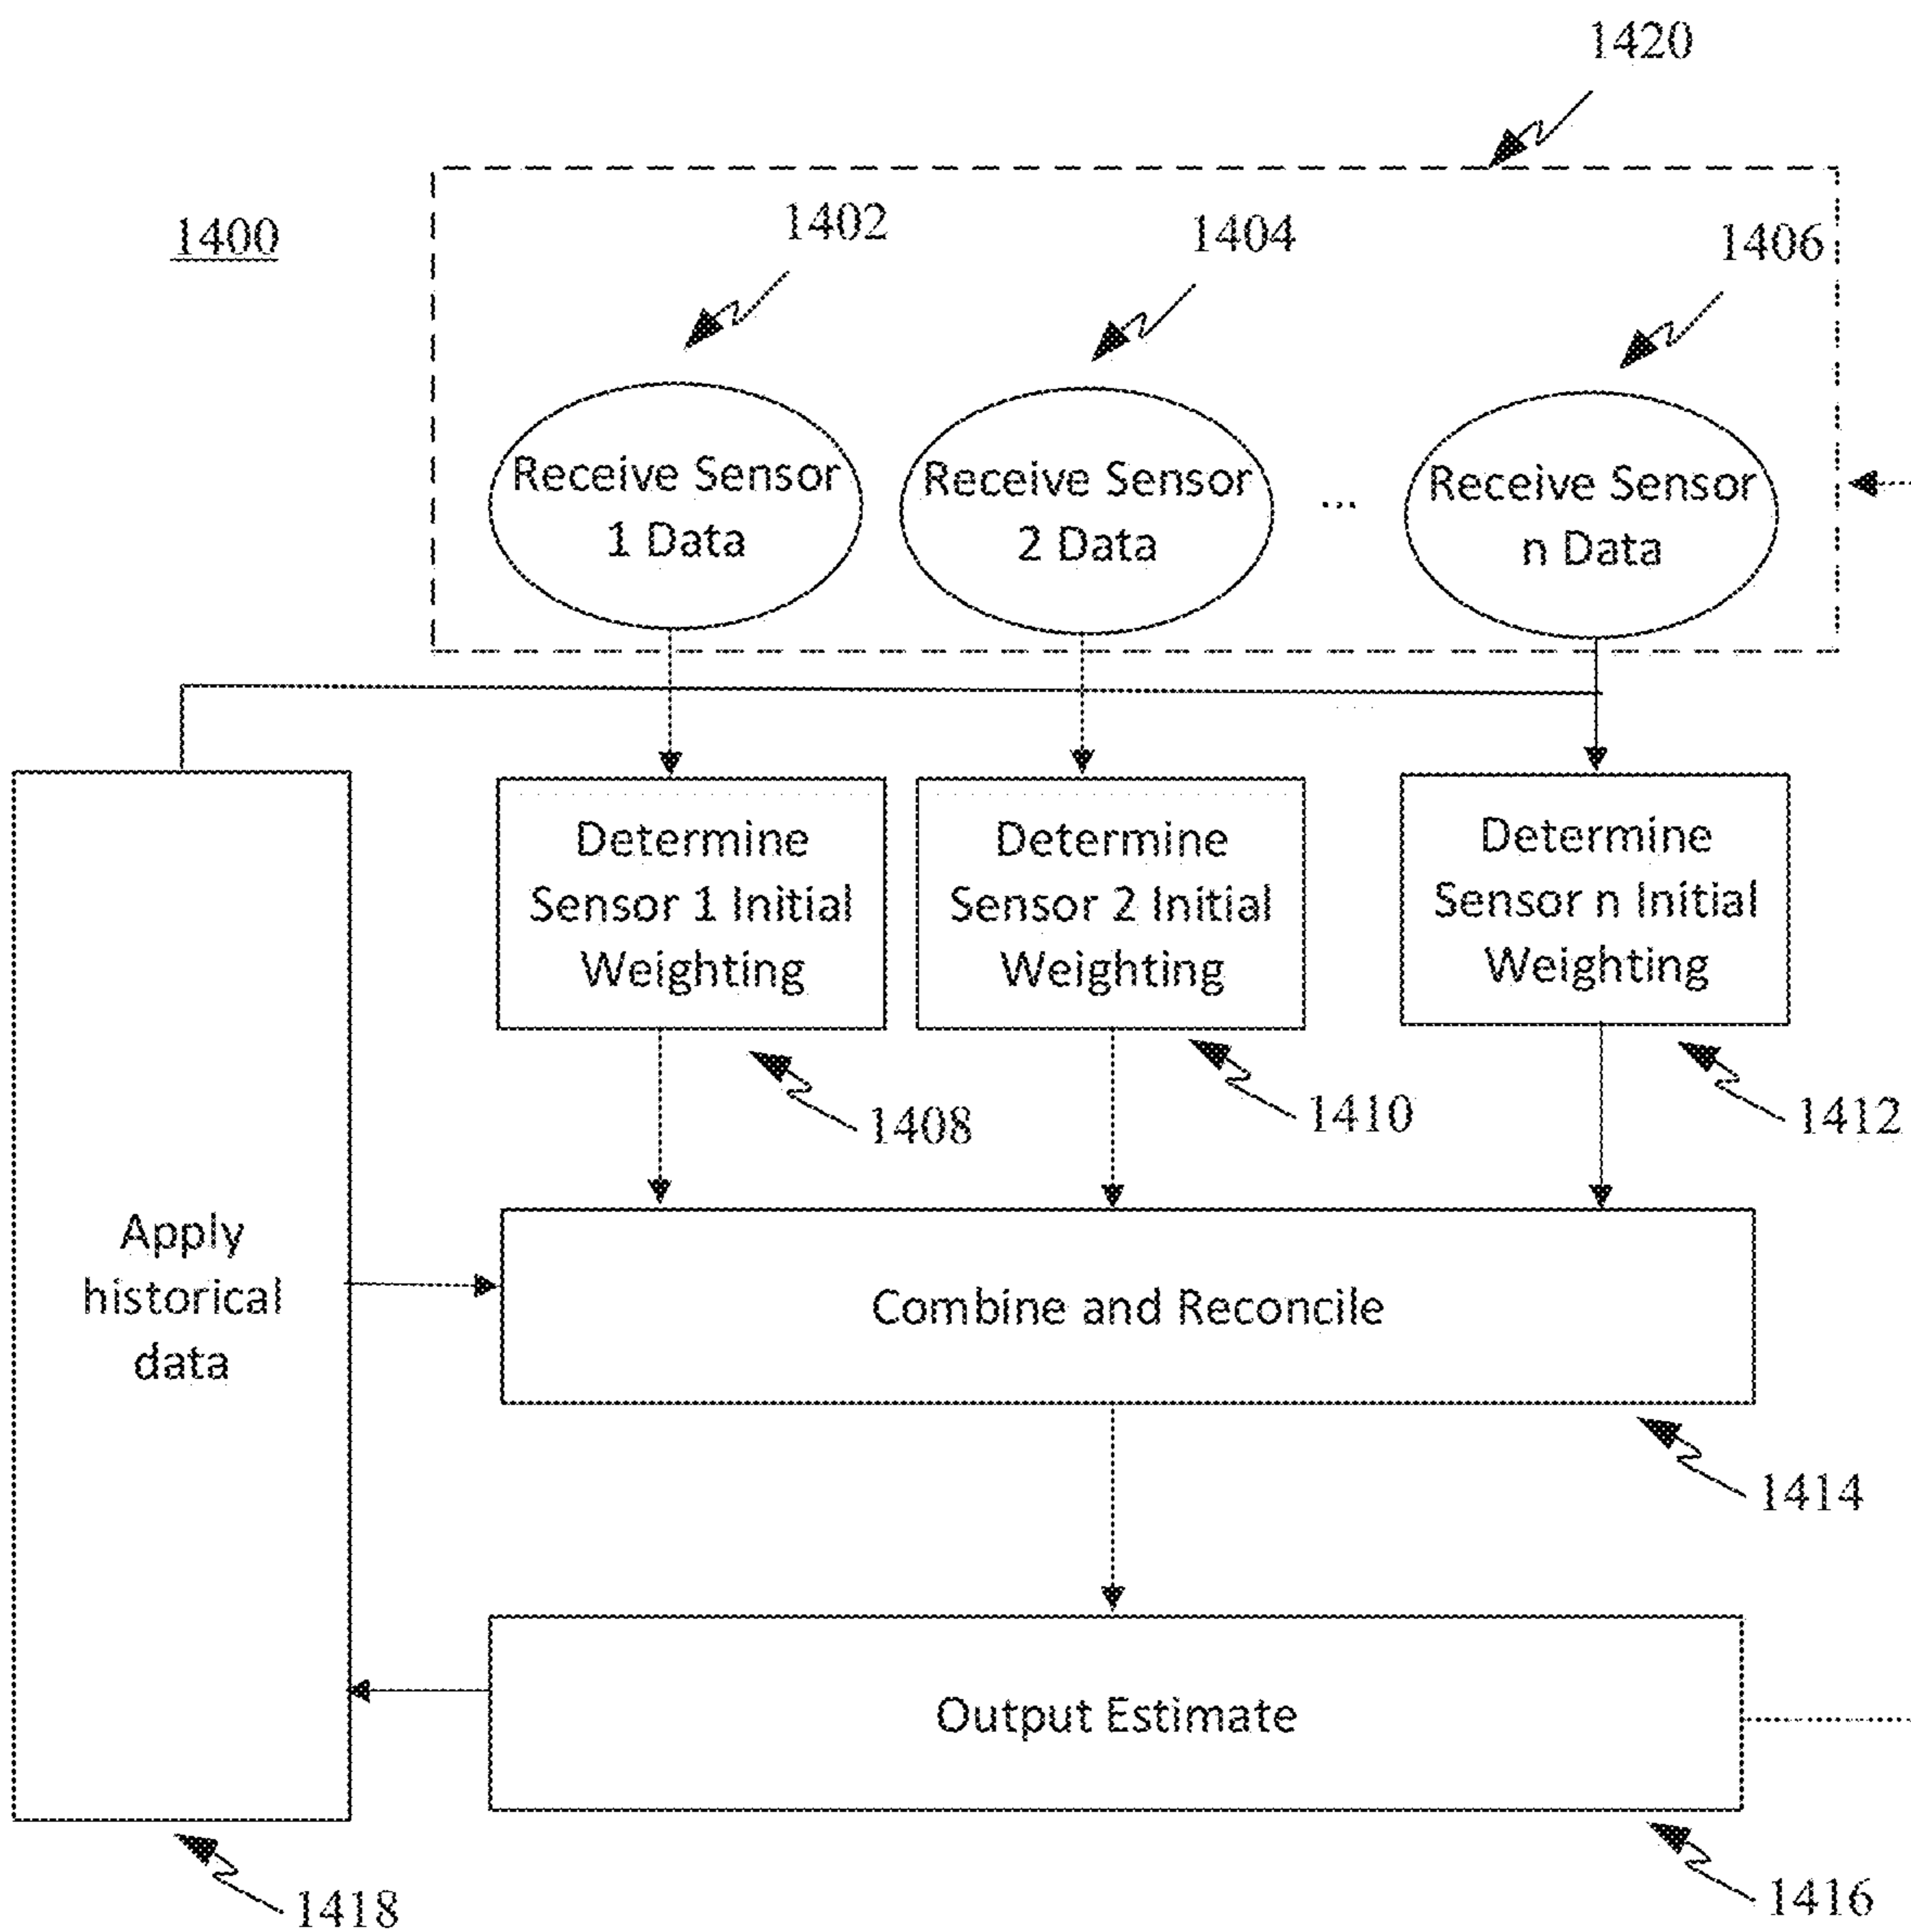 1420
1400
1402
1404
1406
Receive Sensor
1 Data
Receive Sensor
2 Data
...
Receive Sensor
n Data
Determine
Sensor 1 Initial
Weighting
Determine
Sensor 2 Initial
Weighting
Determine
Sensor n Initial
Weighting
1408
1410
1412
Apply
historical
data
Combine and Reconcile
1414
Output Estimate
1416
1418